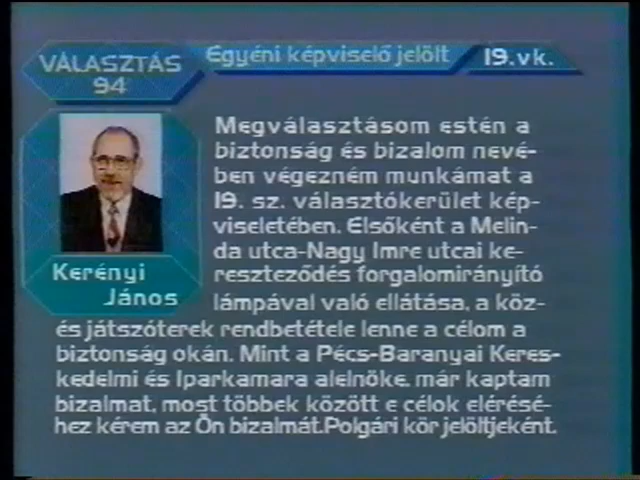 VÁLASZTÁS
94
Egyéni képviselő jelölt
19.vk.
Megválasztásom estén a
biztonság és bizalom nevé-
ben végezném munkámat a
19. sz. választókerület kép-
viseletében. Elsőként a Melin-
da utca-Nagy Imre utcai ke-
reszteződés forgalomirányító
lámpával való ellátása, a köz-
és játszóterek rendbetétele lenne a célom a
biztonság okán. Mint a Pécs-Baranyai Keres-
kedelmi és Iparkamara alelnöke, már kaptam
bizalmat, most többek között e célok elérésé-
hez kérem az Ön bizalmát.Polgári kör jelöltjeként.
Kerényi
János